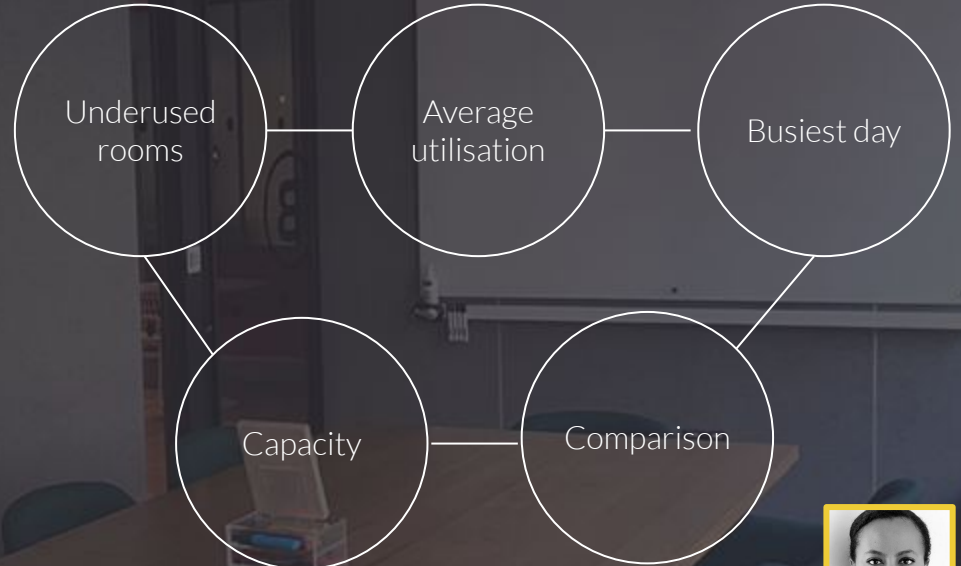 Underused
rooms
Average
utilisation
Busiest day
Capacity
Comparison